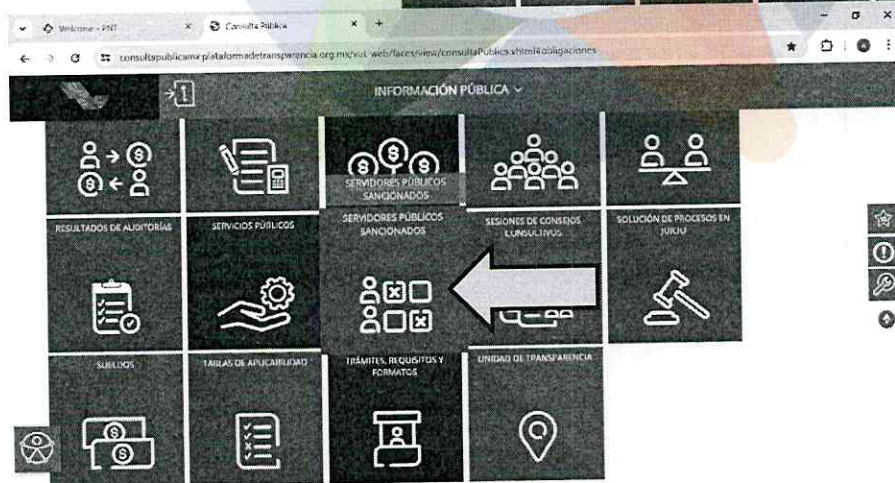 Welcome - PNT
Consulta Pública
consultapublicamx.plataformadetransparencia.org.mx/vut-web/faces/view/consultaPublica.xhtml#obligaciones
INFORMACIÓN PÚBLICA
SERVIDORES PÚBLICOS
SANCIONADOS
RESULTADOS DE AUDITORÍAS
SERVICIOS PÚBLICOS
SERVIDORES PÚBLICOS
SANCIONADOS
SESIONES DE CONSEJOS
CONSULTIVOS
SOLUCIÓN DE PROCESOS EN
JUICIO
SUELDOS
TABLAS DE APLICABILIDAD
TRÁMITES, REQUISITOS Y
FORMATOS
UNIDAD DE TRANSPARENCIA